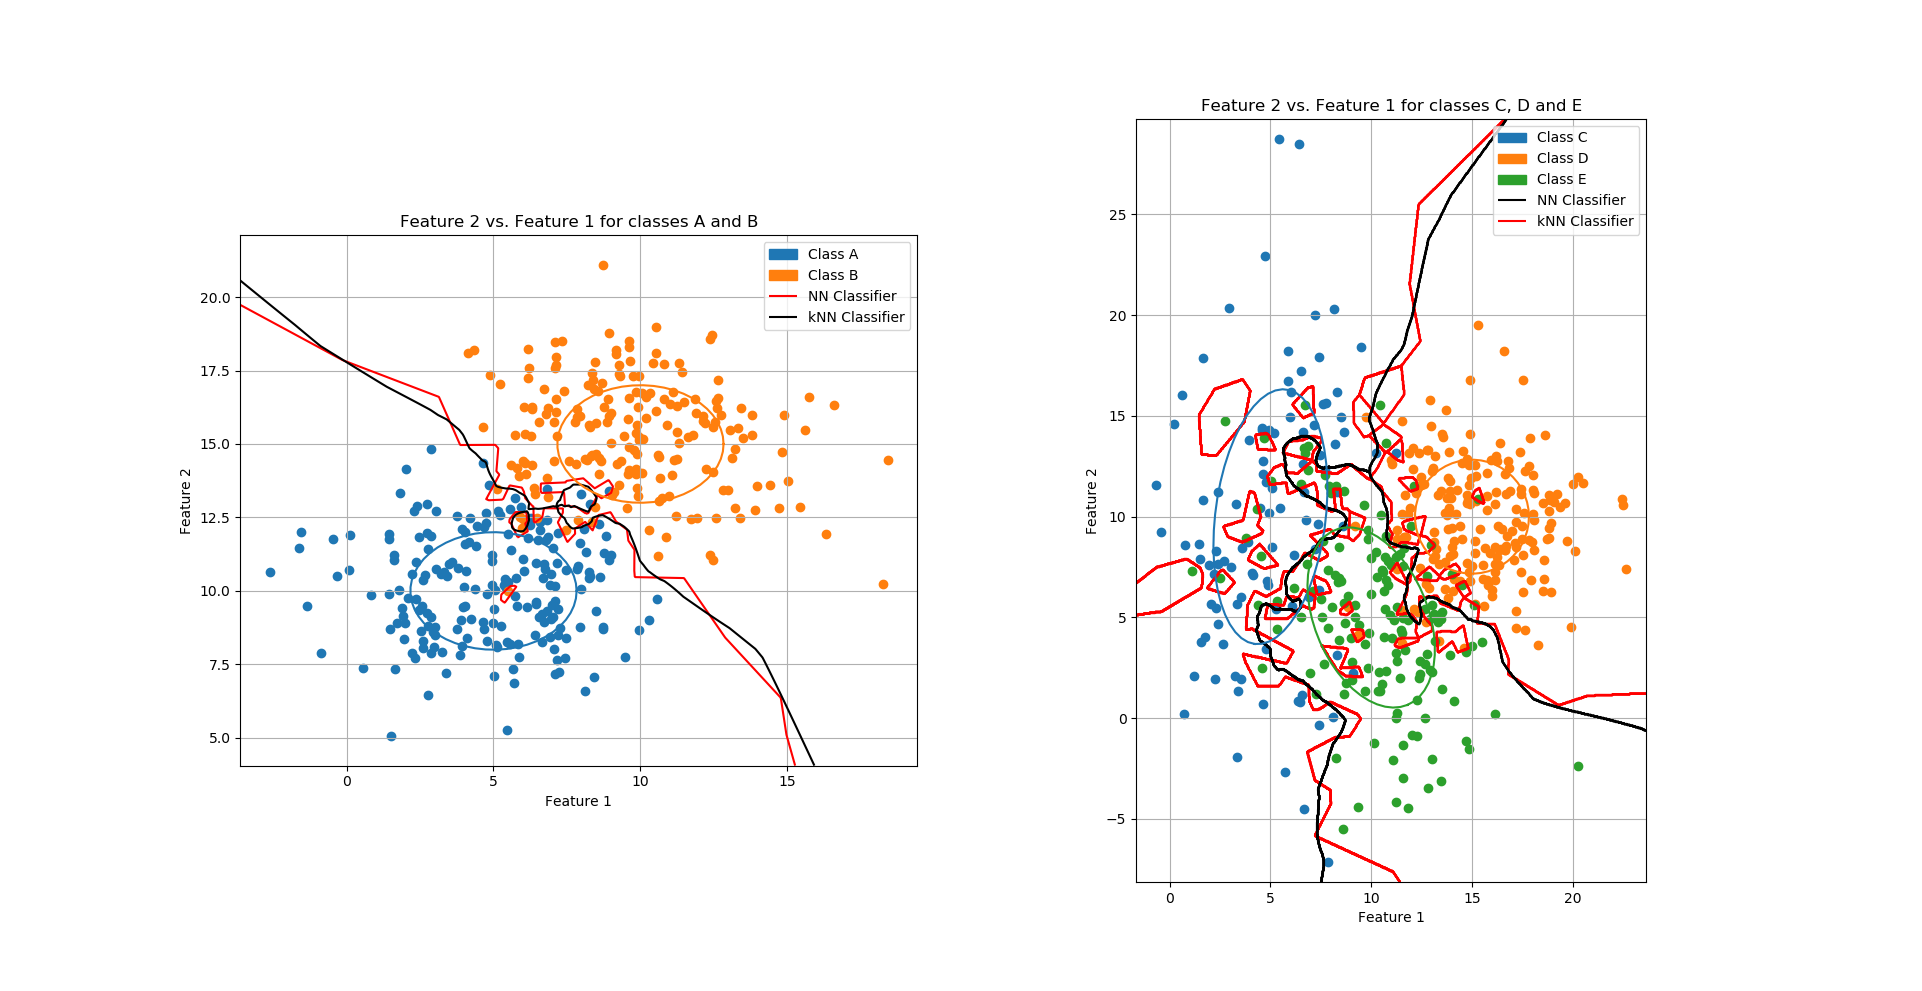 Feature 2 vs. Feature 1 for classes A and B
Class A
Class B
NN Classifier
kNN Classifier
20.0
17.5
15.0
12.5
10.0
7.5
5.0
Feature 2
0
5
10
15
Feature 1
Feature 2 vs. Feature 1 for classes C, D and E
Class C
Class D
Class E
NN Classifier
kNN Classifier
25
20
15
10
5
0
−5
Feature 2
0
5
10
15
20
Feature 1